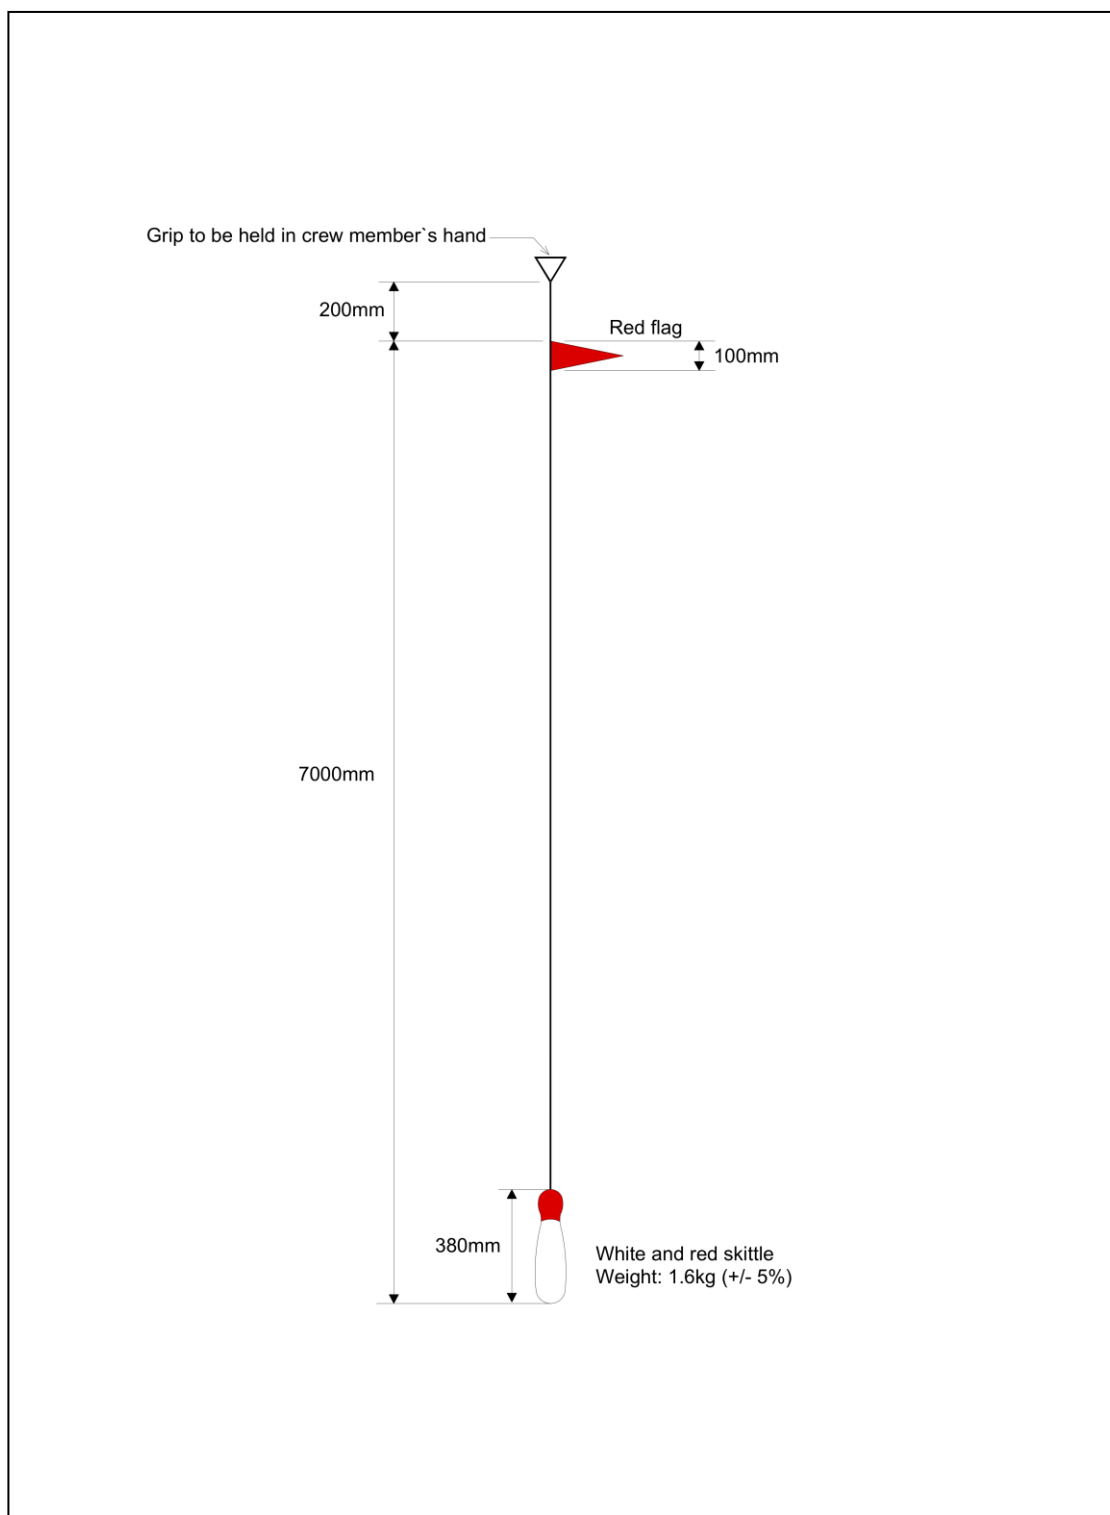 Grip to be held in crew member`s hand
200mm
Red flag
100mm
7000mm
380mm
White and red skittle
Weight: 1.6kg (+/- 5%)